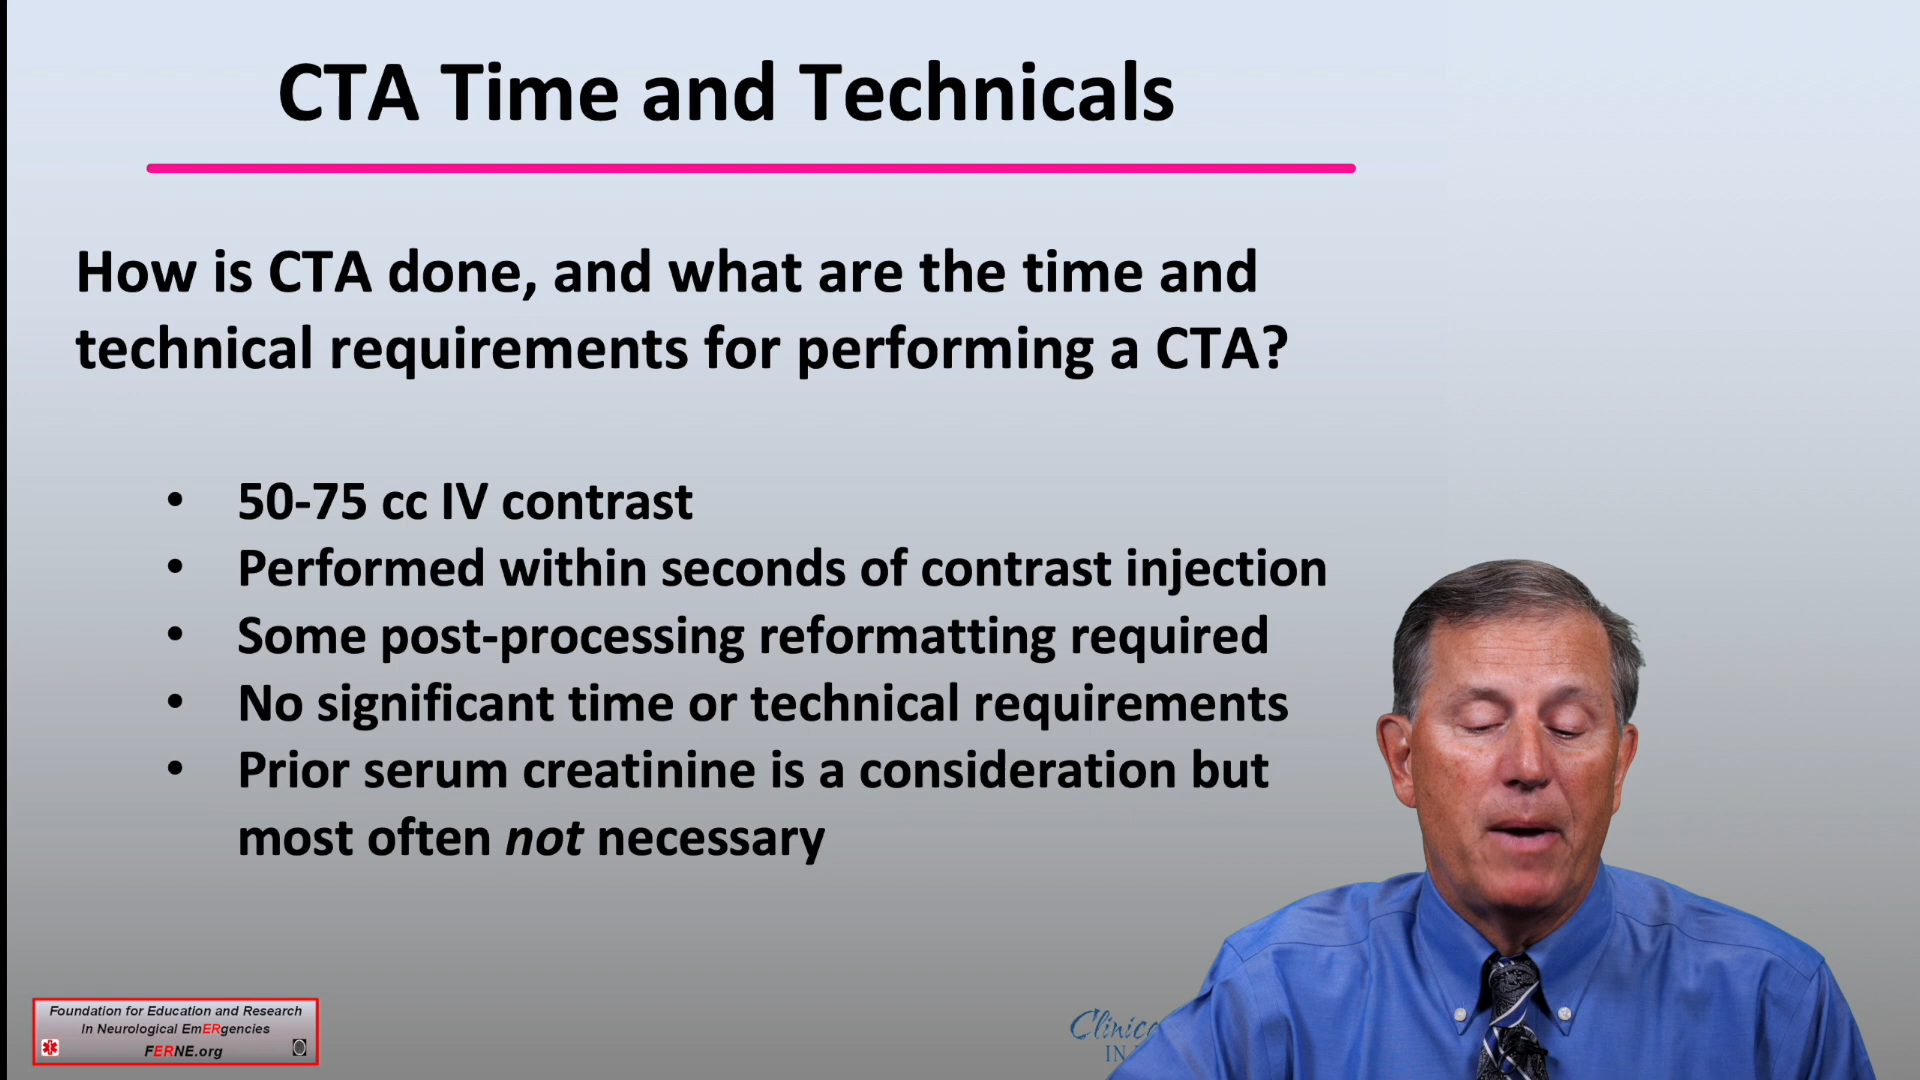 CTA Time and Technicals
How is CTA done, and what are the time and
technical requirements for performing a CTA?
• 50-75 cc IV contrast
• Performed within seconds of contrast injection
• Some post-processing reformatting required
• No significant time or technical requirements
• Prior serum creatinine is a consideration but
most often not necessary
Foundation for Education and Research
In Neurological EmERgencies
FERNE.org
IN